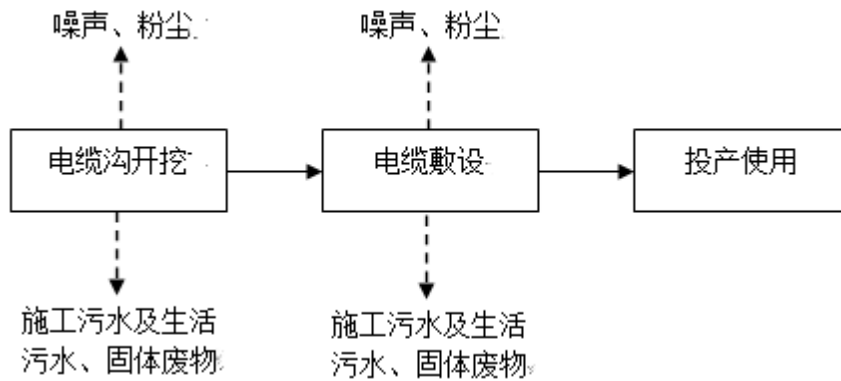 噪声、粉尘
噪声、粉尘
电缆沟开挖
电缆敷设
投产使用
施工污水及生活
污水、固体废物
施工污水及生活
污水、固体废物